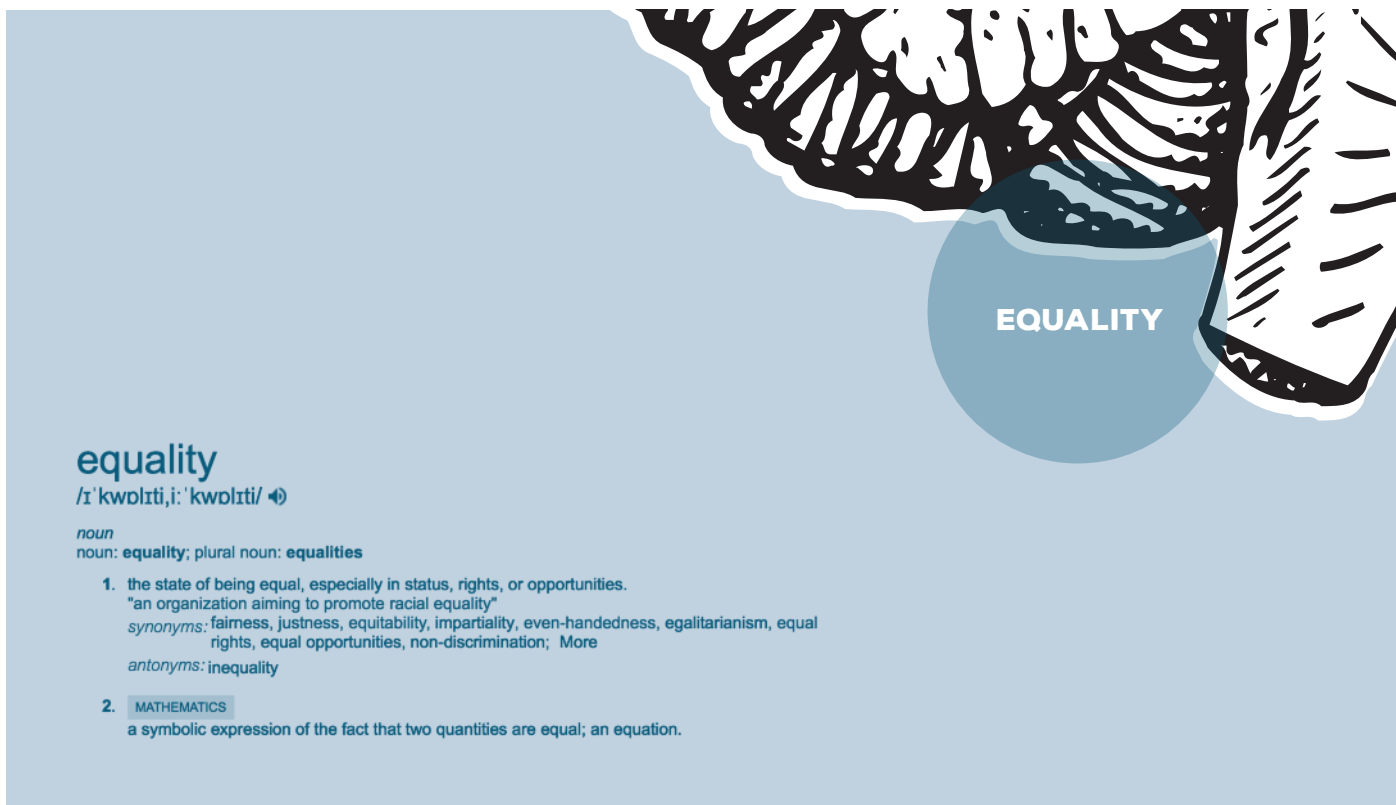 EQUALITY
equality
/ɪˈkwɒlɪti,iːˈkwɒlɪti/
noun
noun: equality; plural noun: equalities
1. the state of being equal, especially in status, rights, or opportunities.
"an organization aiming to promote racial equality"
synonyms: fairness, justness, equitability, impartiality, even-handedness, egalitarianism, equal
rights, equal opportunities, non-discrimination; More
antonyms: inequality
2. MATHEMATICS
a symbolic expression of the fact that two quantities are equal; an equation.